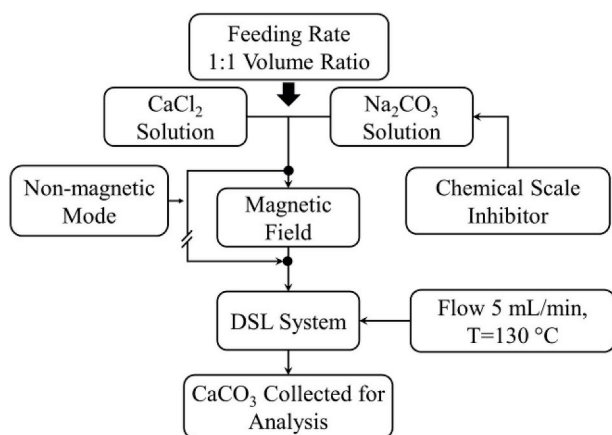 Feeding Rate
1:1 Volume Ratio
CaCl₂
Solution
Na₂CO₃
Solution
Non-magnetic
Mode
Magnetic
Field
Chemical Scale
Inhibitor
DSL System
Flow 5 mL/min,
T=130 °C
CaCO₃ Collected for
Analysis